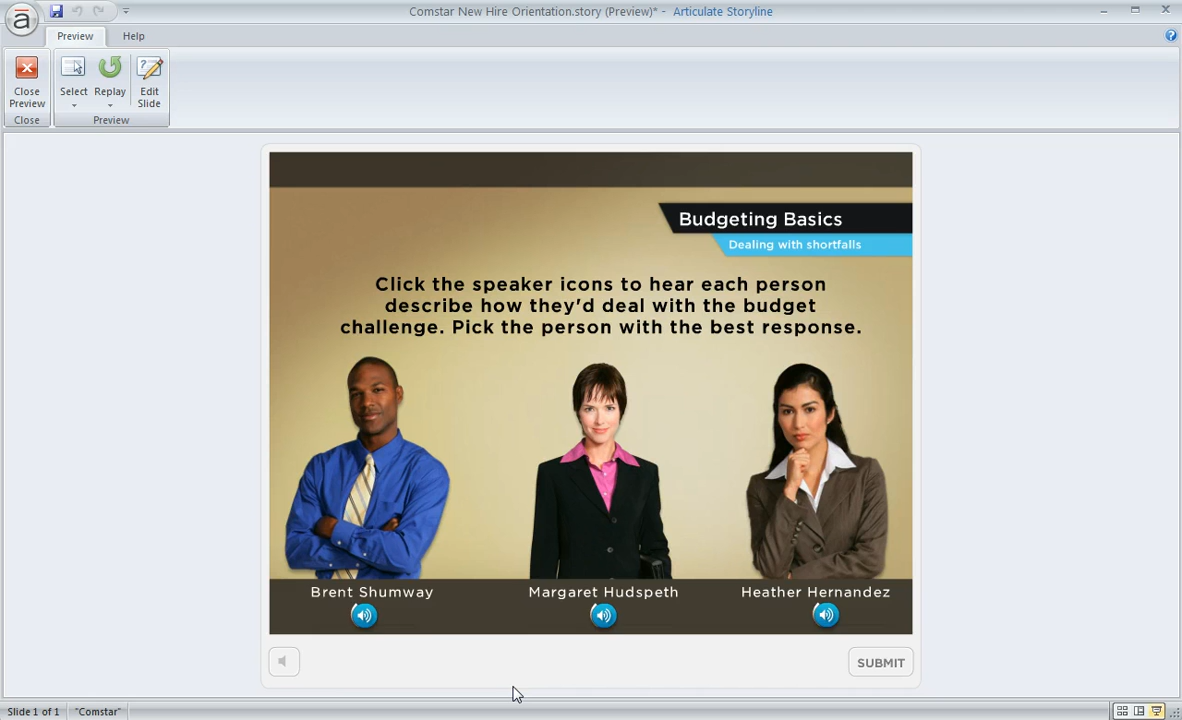 Comstar New Hire Orientation.story (Preview)* - Articulate Storyline
Preview Help
Close Preview
Select
Replay
Edit Slide
Close
Preview
Budgeting Basics
Dealing with shortfalls
Click the speaker icons to hear each person
describe how they'd deal with the budget
challenge. Pick the person with the best response.
Brent Shumway
Margaret Hudspeth
Heather Hernandez
SUBMIT
Slide 1 of 1 "Comstar"